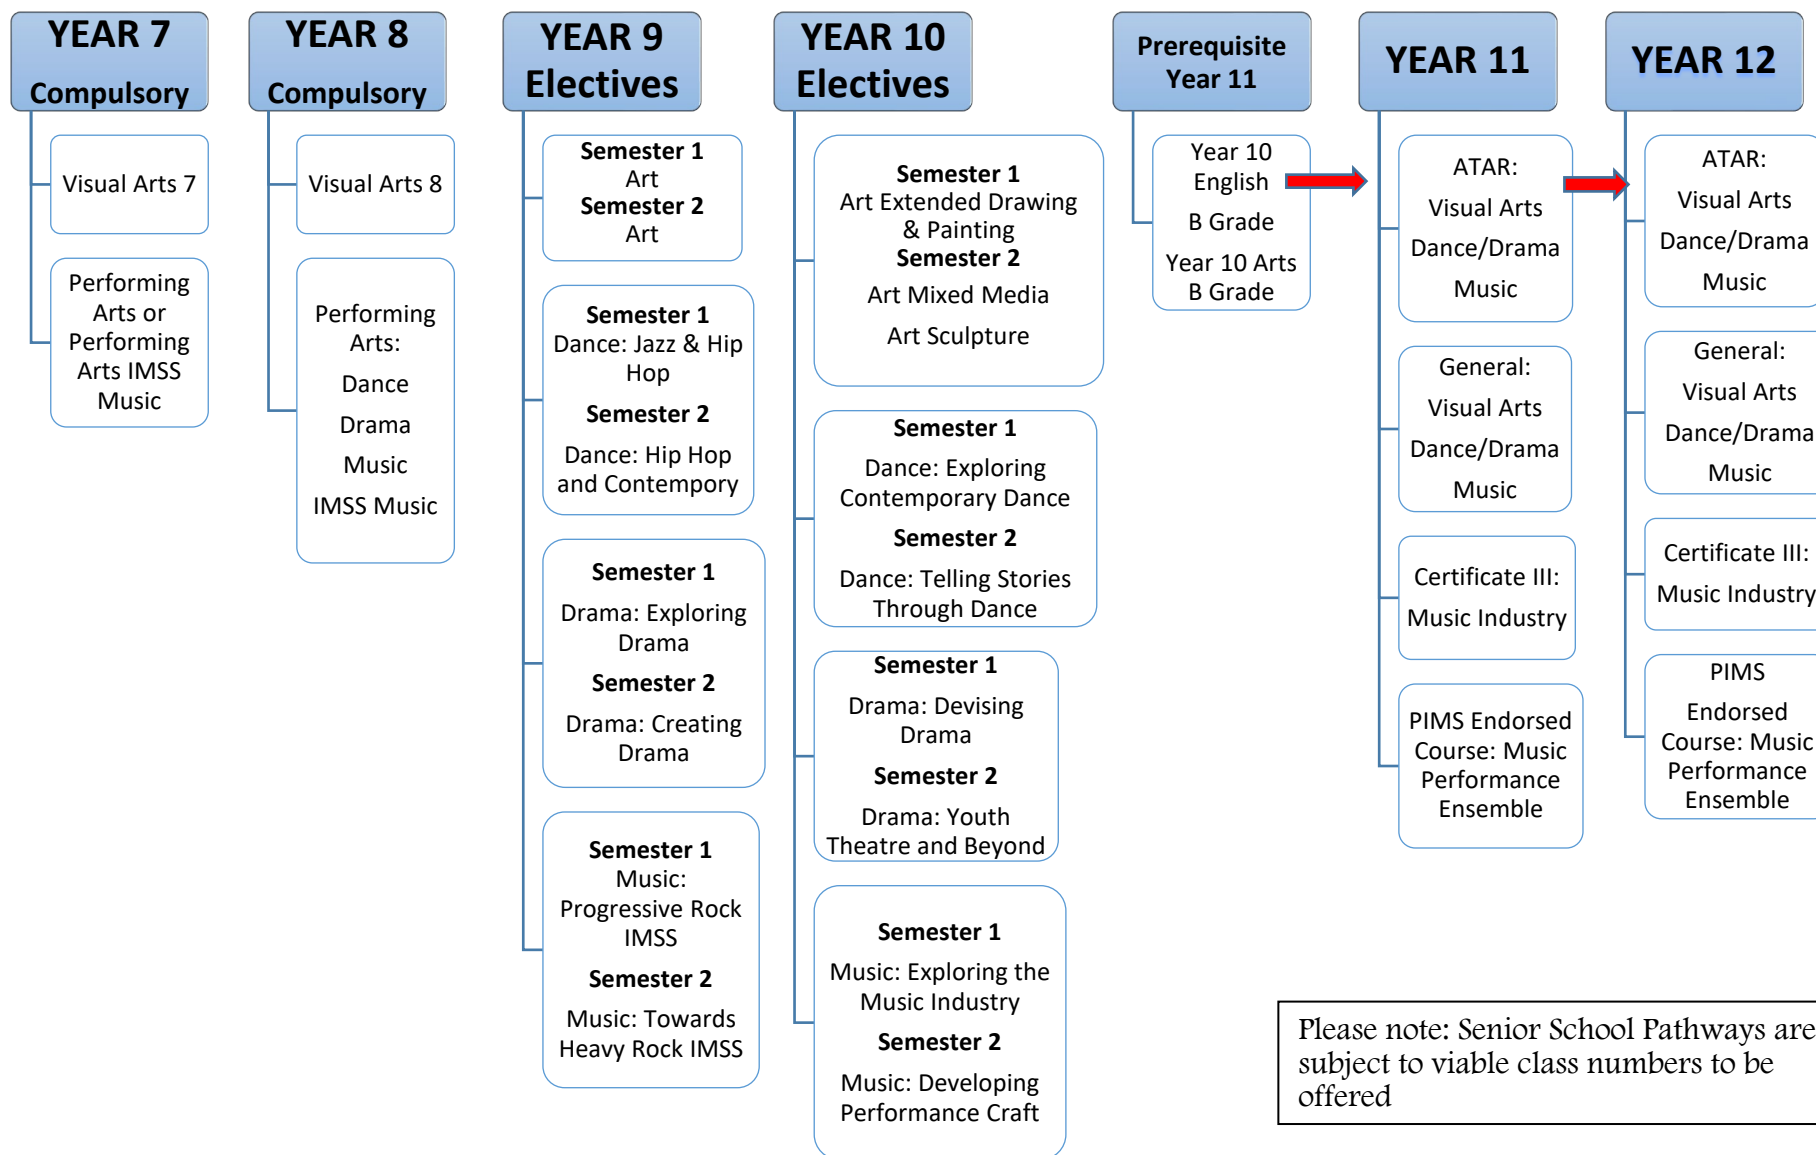 YEAR 7
Compulsory
Visual Arts 7
Performing
Arts or
Performing
Arts IMSS
Music
YEAR 8
Compulsory
Visual Arts 8
Performing
Arts:
Dance
Drama
Music
IMSS Music
YEAR 9
Electives
Semester 1
Art
Semester 2
Art
Semester 1
Dance: Jazz & Hip
Hop
Semester 2
Dance: Hip Hop
and Contempory
Semester 1
Drama: Exploring
Drama
Semester 2
Drama: Creating
Drama
Semester 1
Music:
Progressive Rock
IMSS
Semester 2
Music: Towards
Heavy Rock IMSS
YEAR 10
Electives
Semester 1
Art Extended Drawing
& Painting
Semester 2
Art Mixed Media
Art Sculpture
Semester 1
Dance: Exploring
Contemporary Dance
Semester 2
Dance: Telling Stories
Through Dance
Semester 1
Drama: Devising
Drama
Semester 2
Drama: Youth
Theatre and Beyond
Semester 1
Music: Exploring the
Music Industry
Semester 2
Music: Developing
Performance Craft
Prerequisite
Year 11
Year 10
English
B Grade
Year 10 Arts
B Grade
YEAR 11
ATAR:
Visual Arts
Dance/Drama
Music
General:
Visual Arts
Dance/Drama
Music
Certificate III:
Music Industry
PIMS Endorsed
Course: Music
Performance
Ensemble
YEAR 12
ATAR:
Visual Arts
Dance/Drama
Music
General:
Visual Arts
Dance/Drama
Music
Certificate III:
Music Industry
PIMS
Endorsed
Course: Music
Performance
Ensemble
Please note: Senior School Pathways are
subject to viable class numbers to be
offered